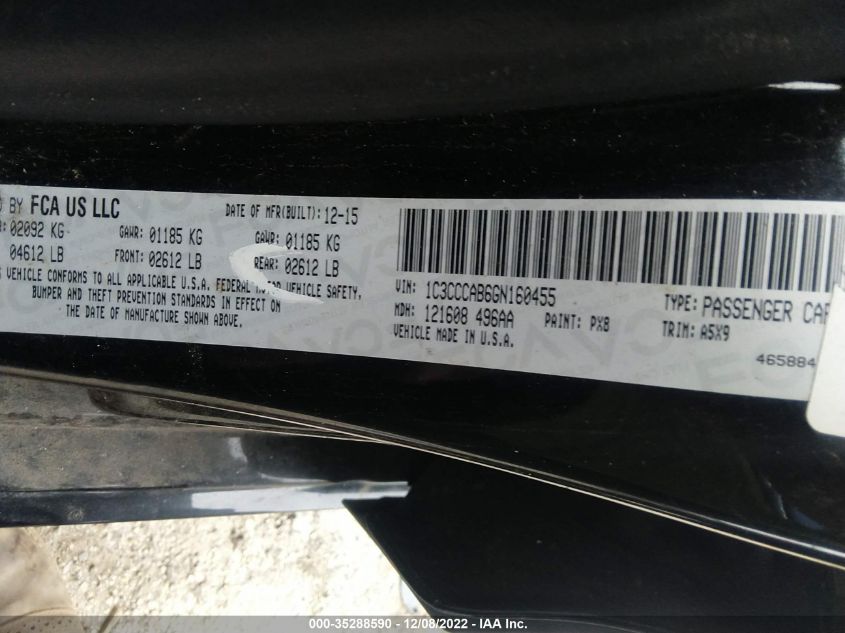 BY FCA US LLC DATE OF MFR(BUILT): 12-15
02092 KG GAWR: 01185 KG GAWR: 01185 KG
04612 LB FRONT: 02612 LB REAR: 02612 LB
VEHICLE CONFORMS TO ALL APPLICABLE U.S.A. FEDERAL VEHICLE SAFETY,
BUMPER AND THEFT PREVENTION STANDARDS IN EFFECT ON
THE DATE OF MANUFACTURE SHOWN ABOVE.
VIN: 1C3CCCAB6GN160455 TYPE: PASSENGER CAR
MDH: 121608 496AA PAINT: PX8 TRIM: A5X9
VEHICLE MADE IN U.S.A.
465884
000-35288590 - 12/08/2022 - IAA Inc.